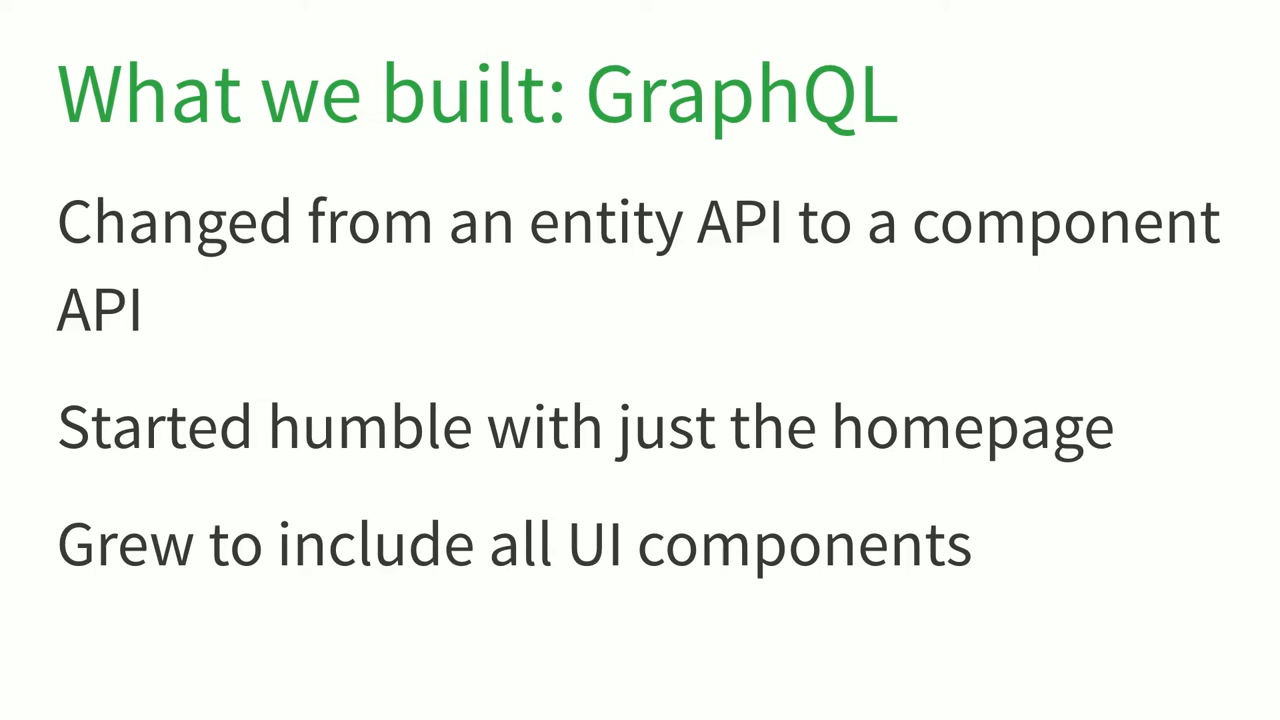 What we built: GraphQL
Changed from an entity API to a component
API
Started humble with just the homepage
Grew to include all UI components